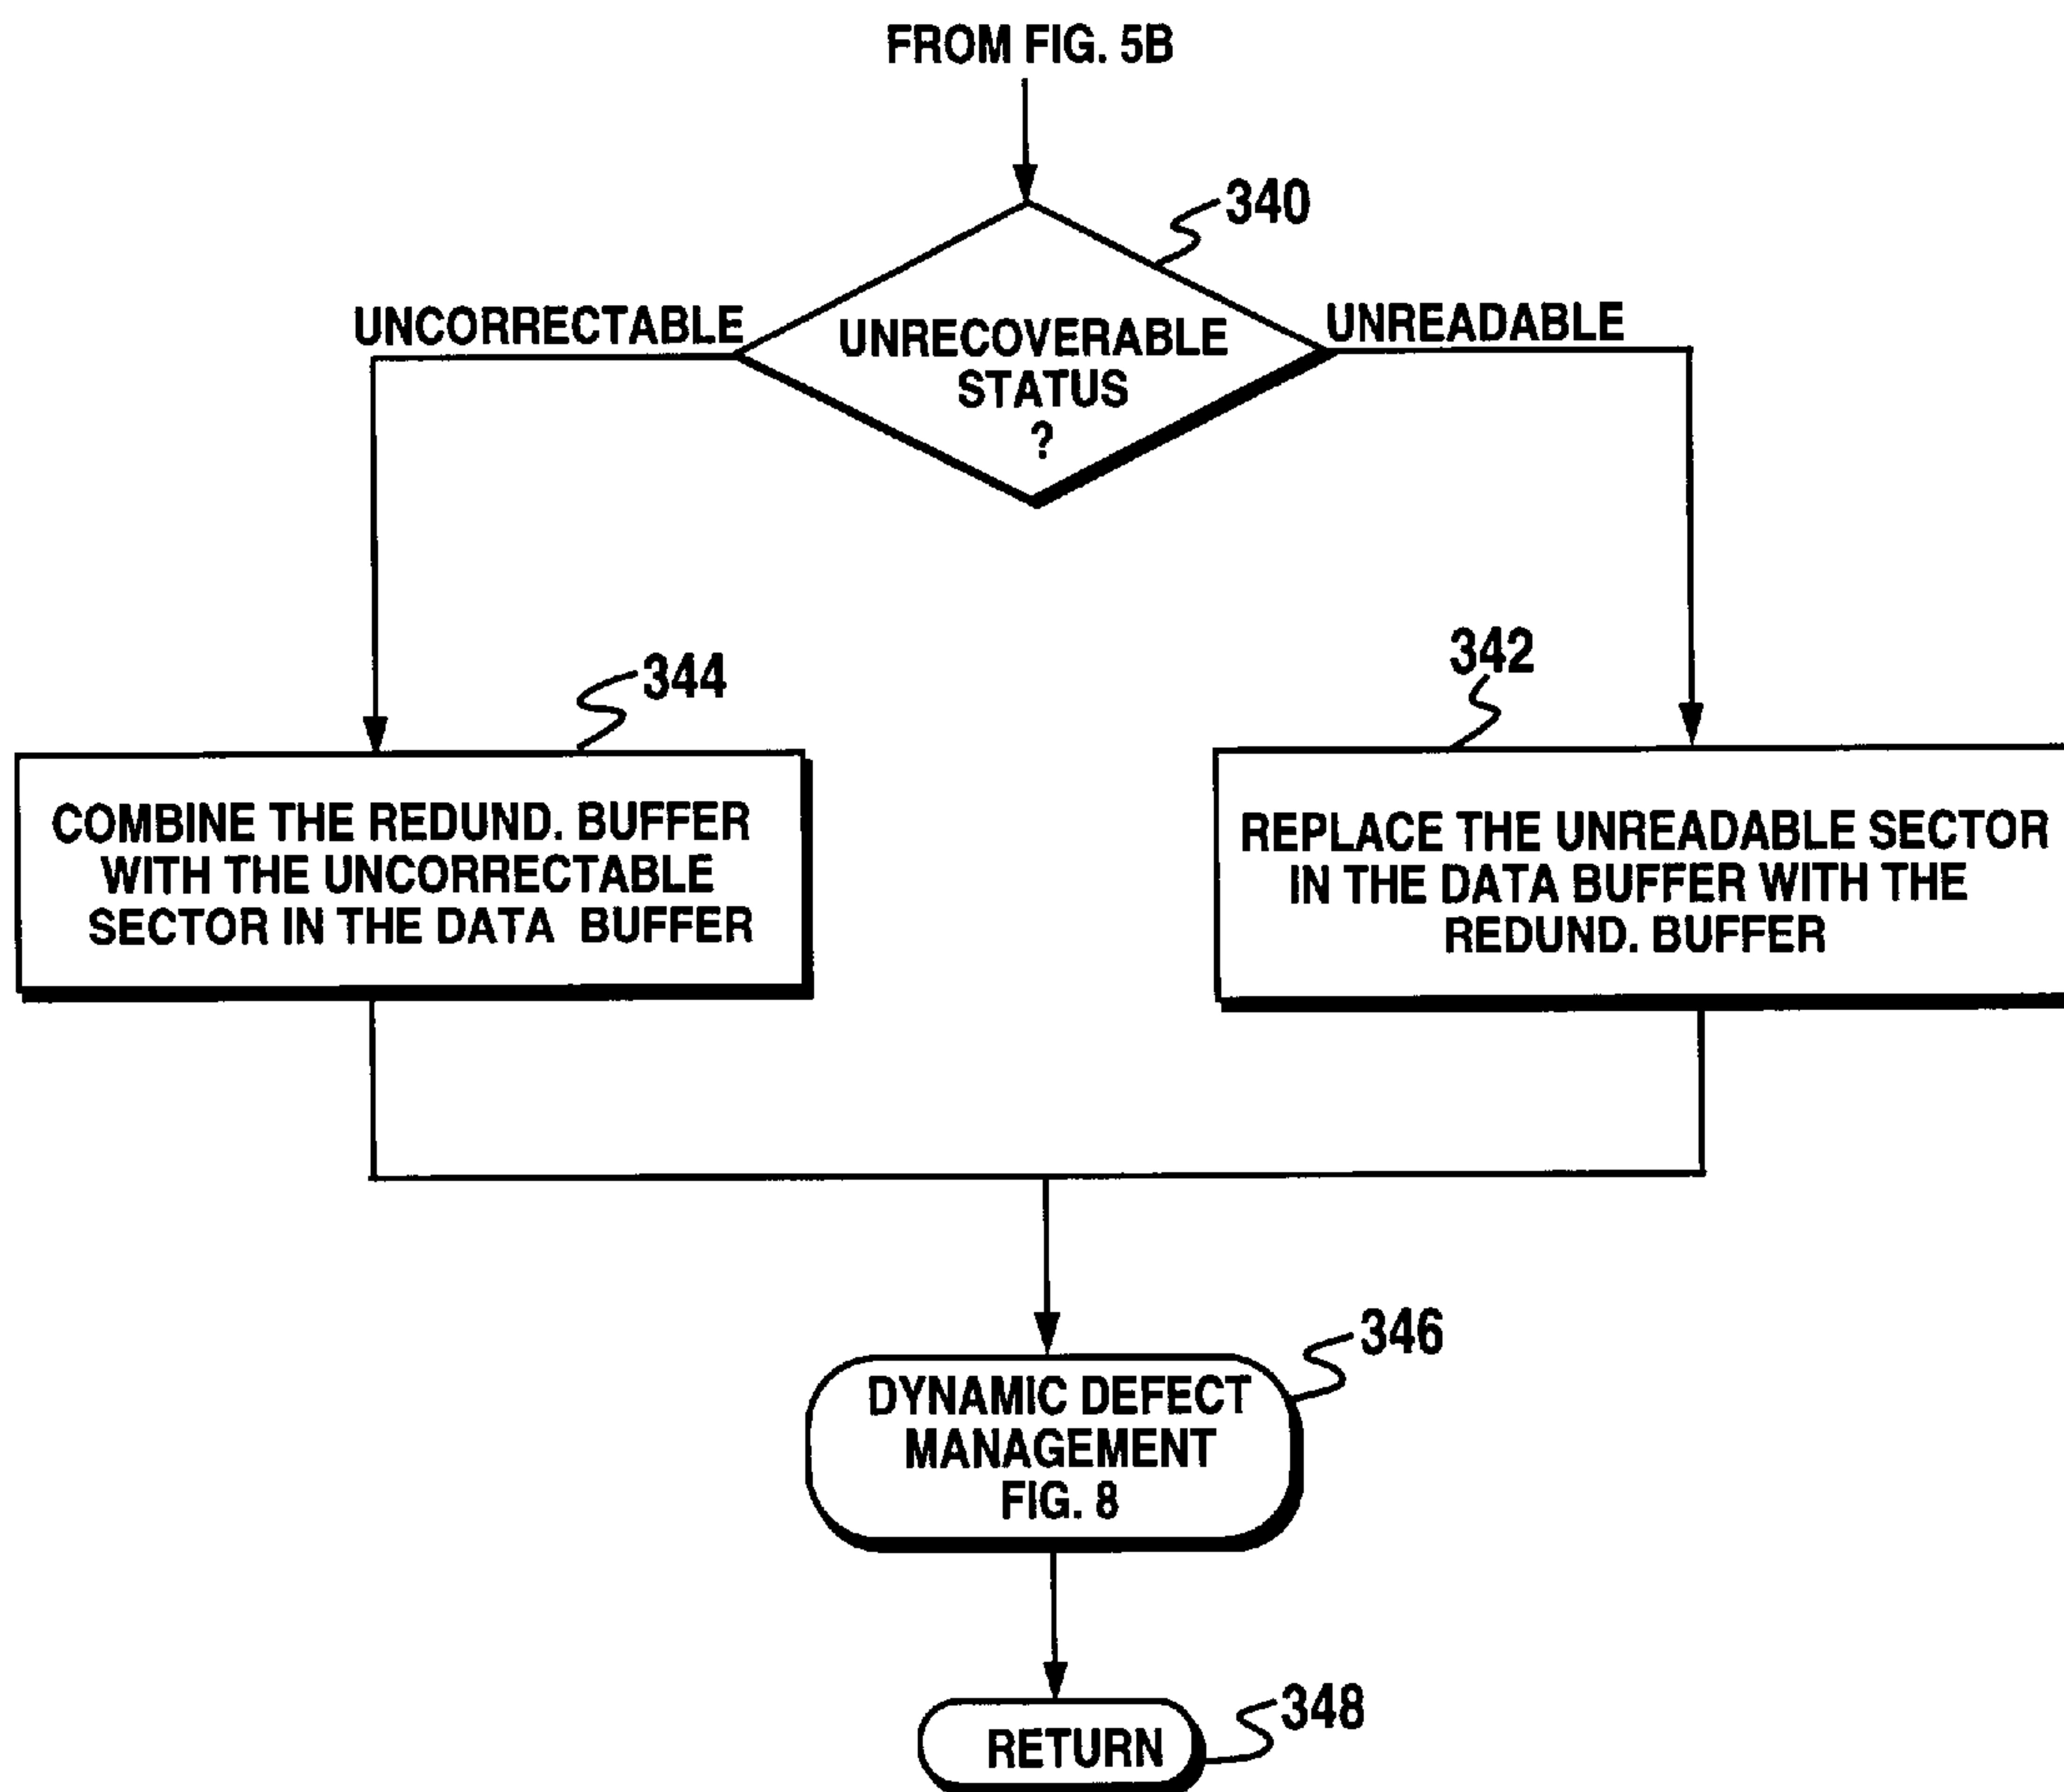 FROM FIG. 5B
340
UNCORRECTABLE
UNREADABLE
UNRECOVERABLE
STATUS
?
344
342
COMBINE THE REDUND. BUFFER
WITH THE UNCORRECTABLE
SECTOR IN THE DATA BUFFER
REPLACE THE UNREADABLE SECTOR
IN THE DATA BUFFER WITH THE
REDUND. BUFFER
346
DYNAMIC DEFECT
MANAGEMENT
FIG. 8
348
RETURN